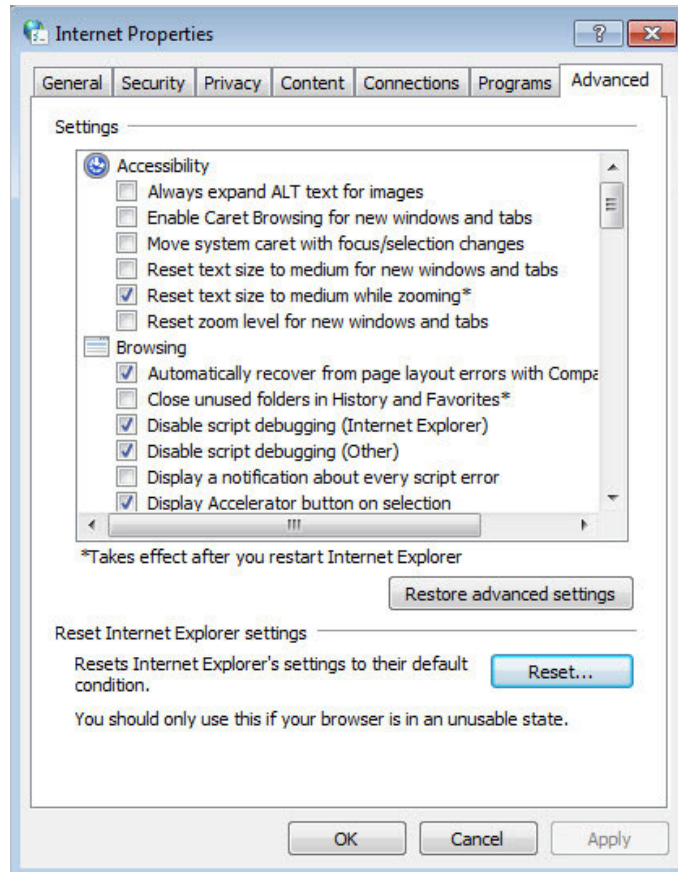 Internet Properties
General Security Privacy Content Connections Programs Advanced
Settings
Accessibility
Always expand ALT text for images
Enable Caret Browsing for new windows and tabs
Move system caret with focus/selection changes
Reset text size to medium for new windows and tabs
Reset text size to medium while zooming*
Reset zoom level for new windows and tabs
Browsing
Automatically recover from page layout errors with Compa
Close unused folders in History and Favorites*
Disable script debugging (Internet Explorer)
Disable script debugging (Other)
Display a notification about every script error
Display Accelerator button on selection
*Takes effect after you restart Internet Explorer
Restore advanced settings
Reset Internet Explorer settings
Resets Internet Explorer's settings to their default
condition.
Reset...
You should only use this if your browser is in an unusable state.
OK Cancel Apply